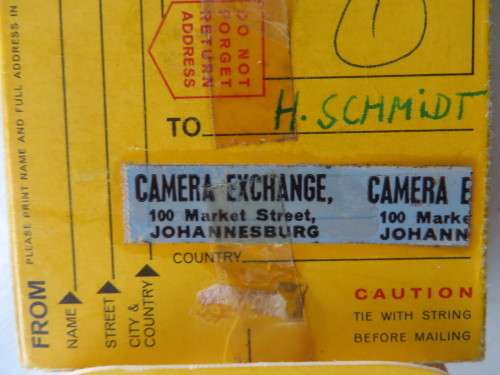 DO NOT
FORGET
RETURN
ADDRESS
TO
H. SCHMiDT
CAMERA EXCHANGE,
100 Market Street,
JOHANNESBURG
CAMERA E
100 Marke
JOHANN
COUNTRY
CAUTION
TIE WITH STRING
BEFORE MAILING
FROM
PLEASE PRINT NAME AND FULL ADDRESS IN
NAME
STREET
CITY &
COUNTRY